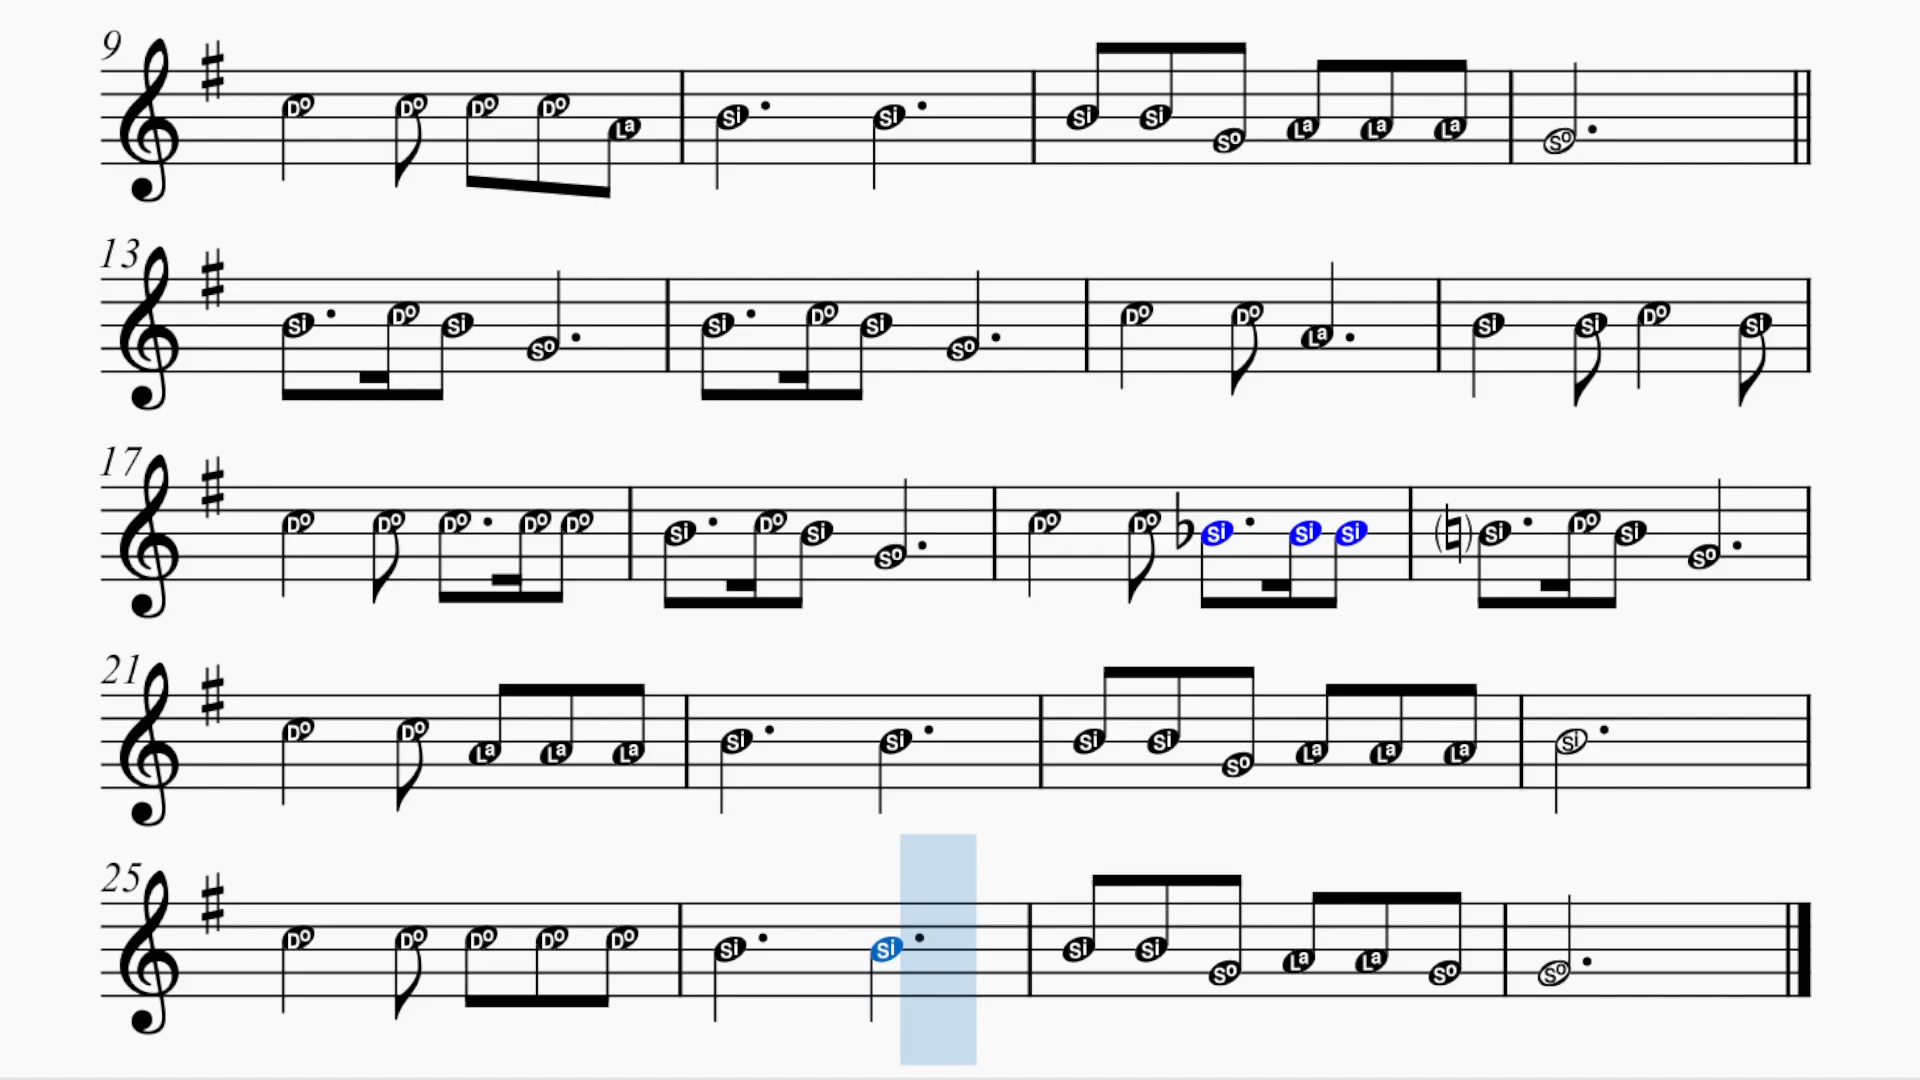 9
Do Do Do Do La Si Si Si Si So La La La So
13
Si Do Si So Si Do Si So Do Do La Si Si Do Si
17
Do Do Do Do Do Si Do Si So Do Do Si Si Si Si Do Si So
21
Do Do La La La Si Si Si Si So La La La Si
25
Do Do Do Do Do Si Si Si Si So La La So So